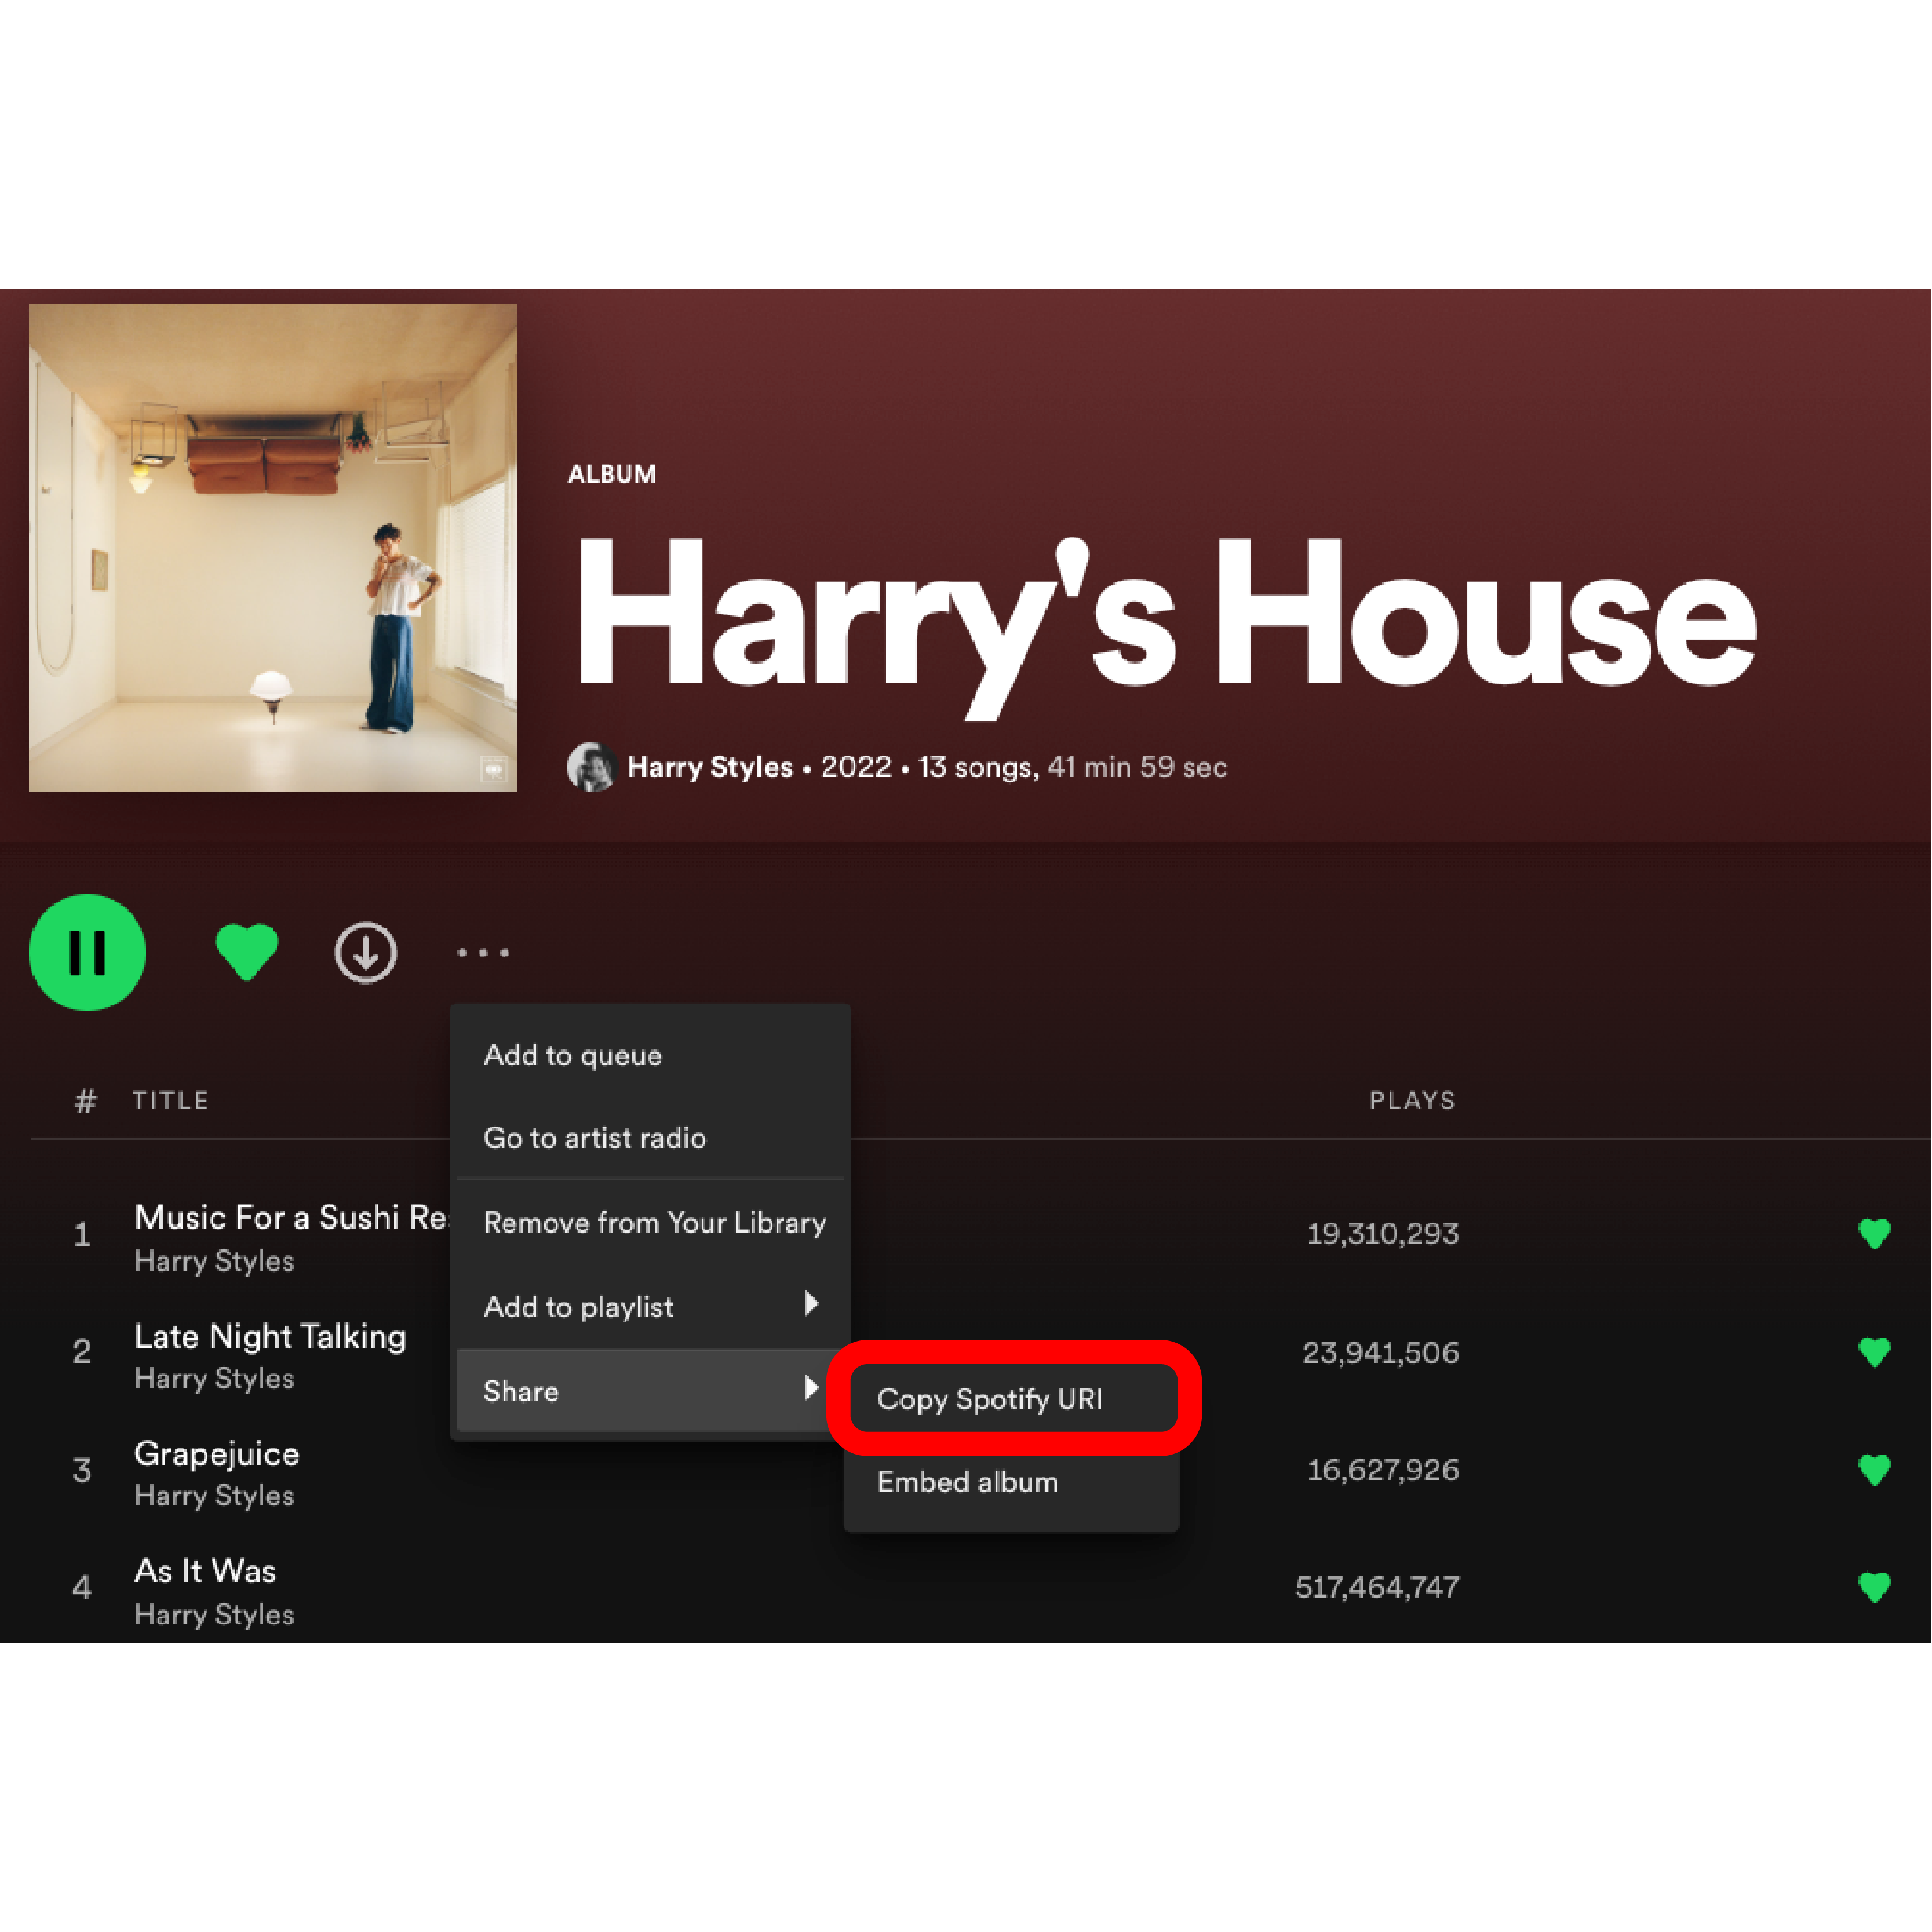 ALBUM
Harry's House
Harry Styles • 2022 • 13 songs, 41 min 59 sec
Add to queue
Go to artist radio
Remove from Your Library
Add to playlist
Share
Copy Spotify URI
Embed album
# TITLE PLAYS
1 Music For a Sushi Re 19,310,293
Harry Styles
2 Late Night Talking 23,941,506
Harry Styles
3 Grapejuice 16,627,926
Harry Styles
4 As It Was 517,464,747
Harry Styles